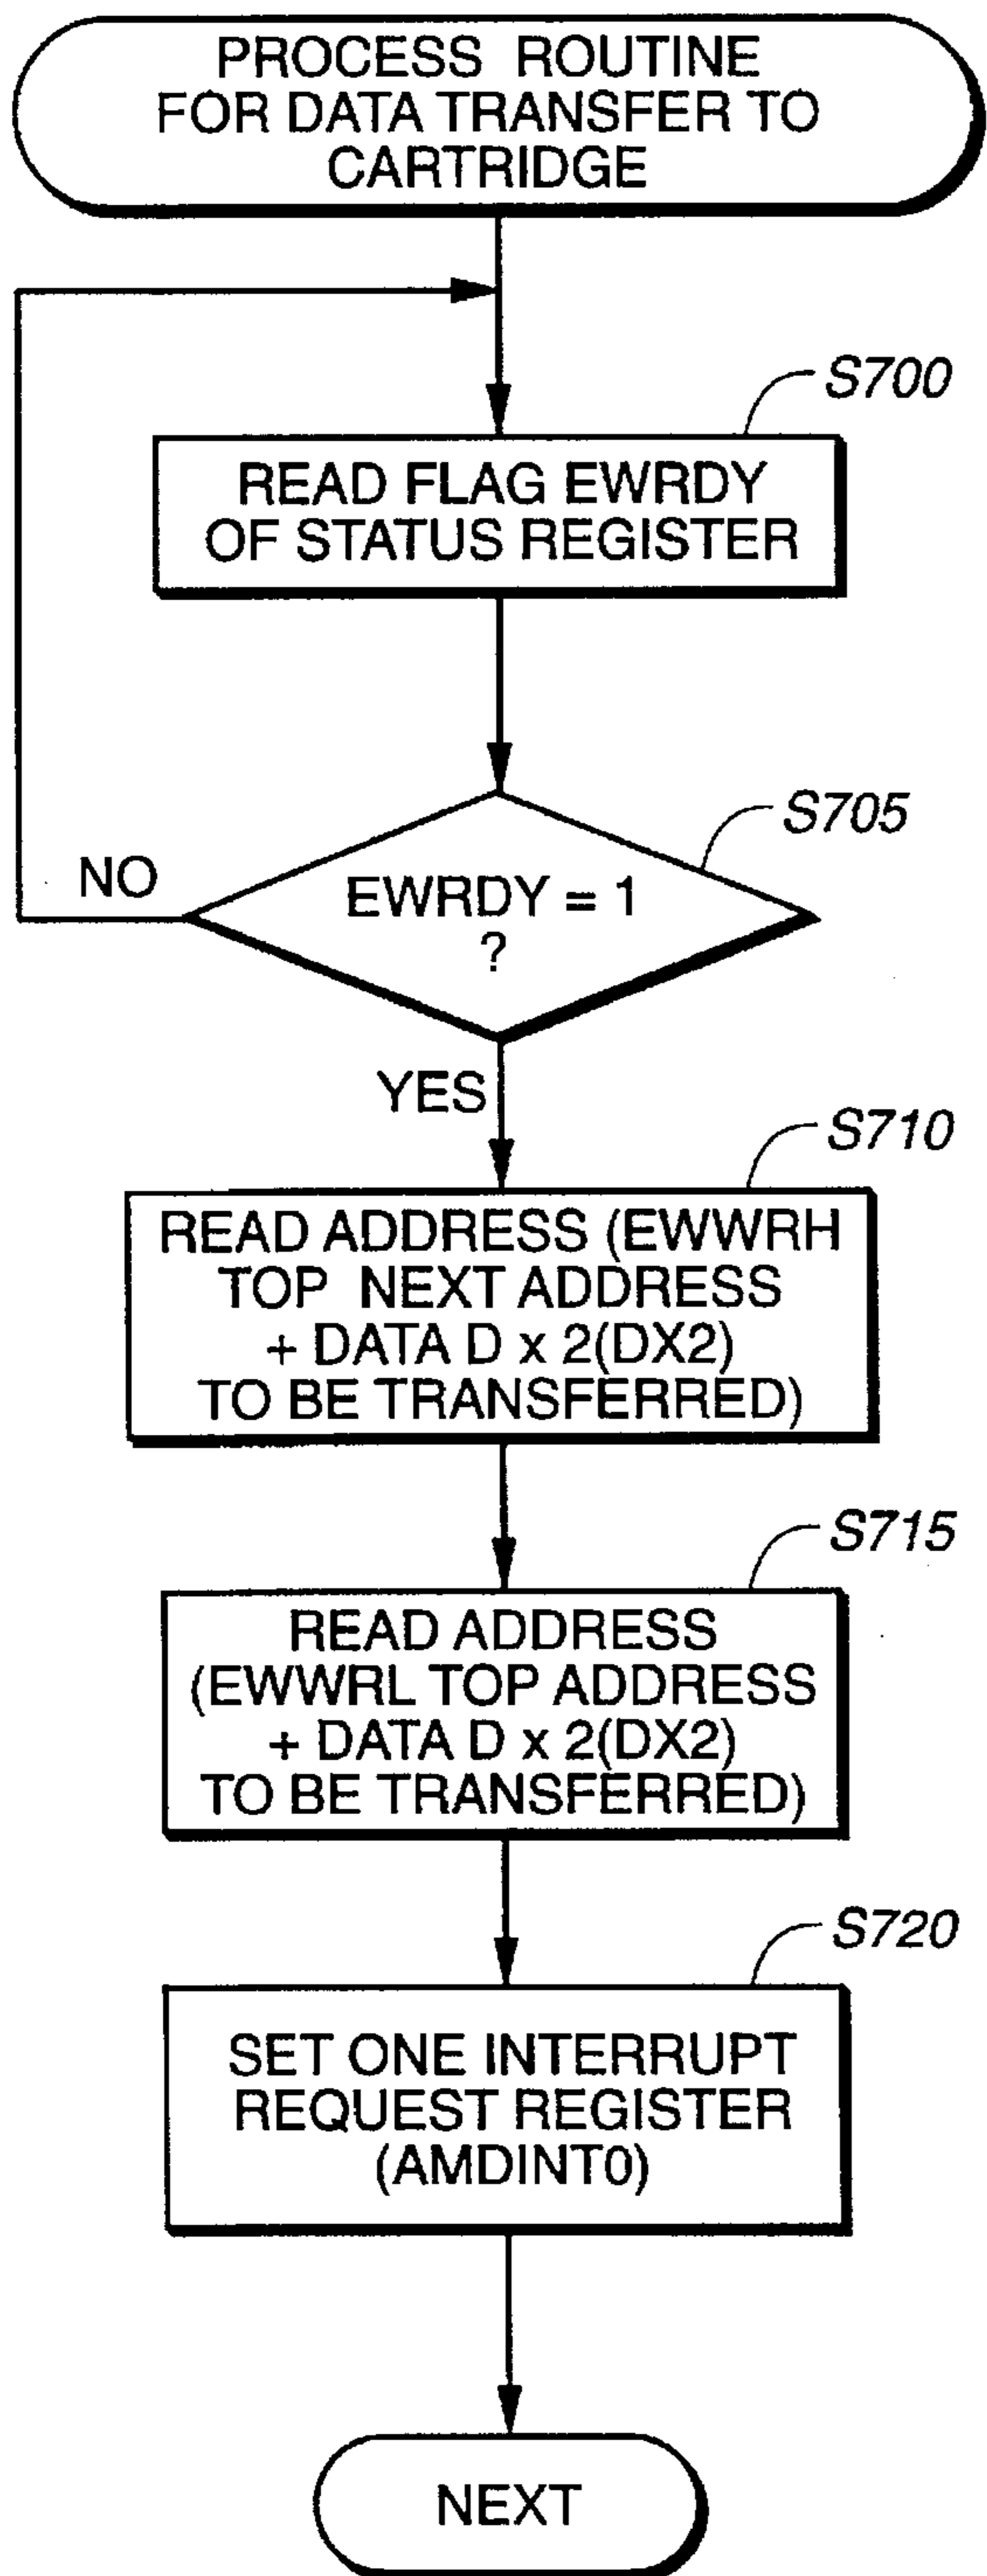 PROCESS ROUTINE
FOR DATA TRANSFER TO
CARTRIDGE
S700
READ FLAG EWRDY
OF STATUS REGISTER
S705
NO
EWRDY = 1
?
YES
S710
READ ADDRESS (EWWRH
TOP NEXT ADDRESS
+ DATA D x 2(DX2)
TO BE TRANSFERRED)
S715
READ ADDRESS
(EWWRL TOP ADDRESS
+ DATA D x 2(DX2)
TO BE TRANSFERRED)
S720
SET ONE INTERRUPT
REQUEST REGISTER
(AMDINT0)
NEXT